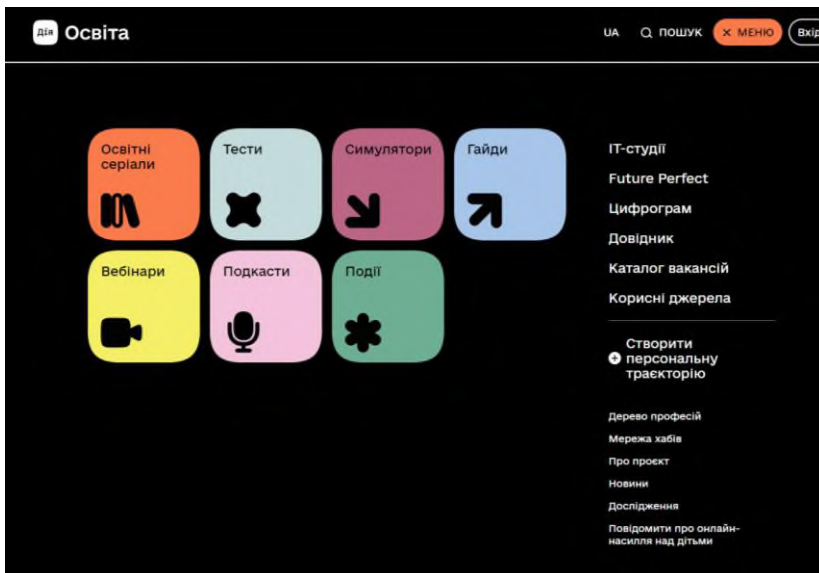 Дія Освіта
UA ПОШУК × МЕНЮ
Освітні
серіали
Тести
Симулятори
Гайди
Вебінари
Подкасти
Події
IT-студії
Future Perfect
Цифрограм
Довідник
Каталог вакансій
Корисні джерела
Створити
персональну
траєкторію
Дерево професій
Мережа хабів
Про проєкт
Новини
Дослідження
Повідомити про онлайн-
насилля над дітьми